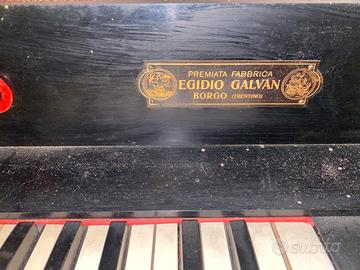 PREMIATA FABBRICA
EGIDIO GALVAN
BORGO (TRENTINO)
subito